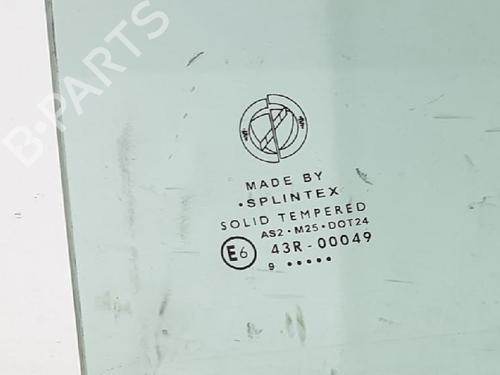 B-PARTS
MADE BY
•SPLINTEX
SOLID TEMPERED
AS2•M25•DOT24
E6 43R-00049
9 •••••